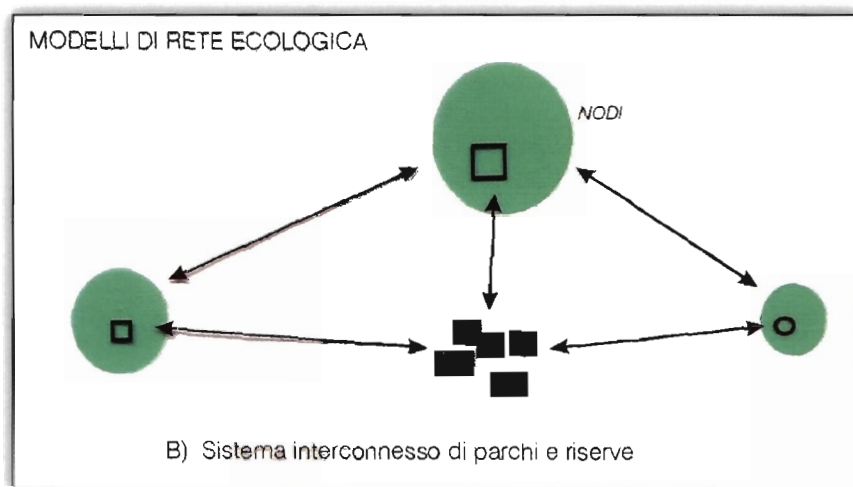 MODELLI DI RETE ECOLOGICA
NODI
B) Sistema interconnesso di parchi e riserve